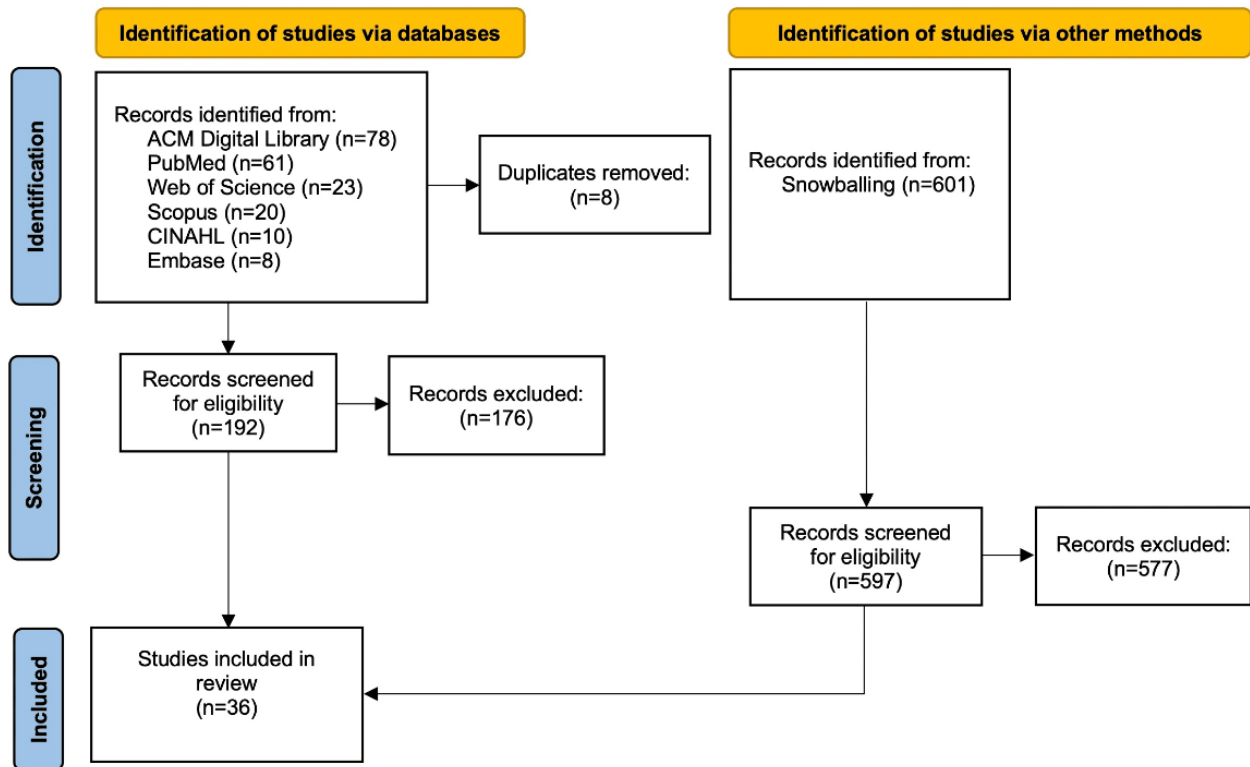 Identification of studies via databases
Identification of studies via other methods
Identification
Records identified from:
ACM Digital Library (n=78)
PubMed (n=61)
Web of Science (n=23)
Scopus (n=20)
CINAHL (n=10)
Embase (n=8)
Duplicates removed:
(n=8)
Records identified from:
Snowballing (n=601)
Screening
Records screened
for eligibility
(n=192)
Records excluded:
(n=176)
Records screened
for eligibility
(n=597)
Records excluded:
(n=577)
Included
Studies included in
review
(n=36)